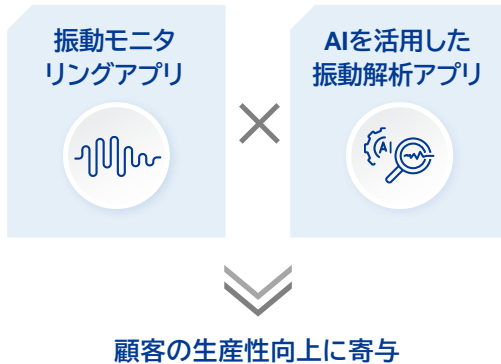 振動モニタ
リングアプリ
AIを活用した
振動解析アプリ
×
AI
顧客の生産性向上に寄与